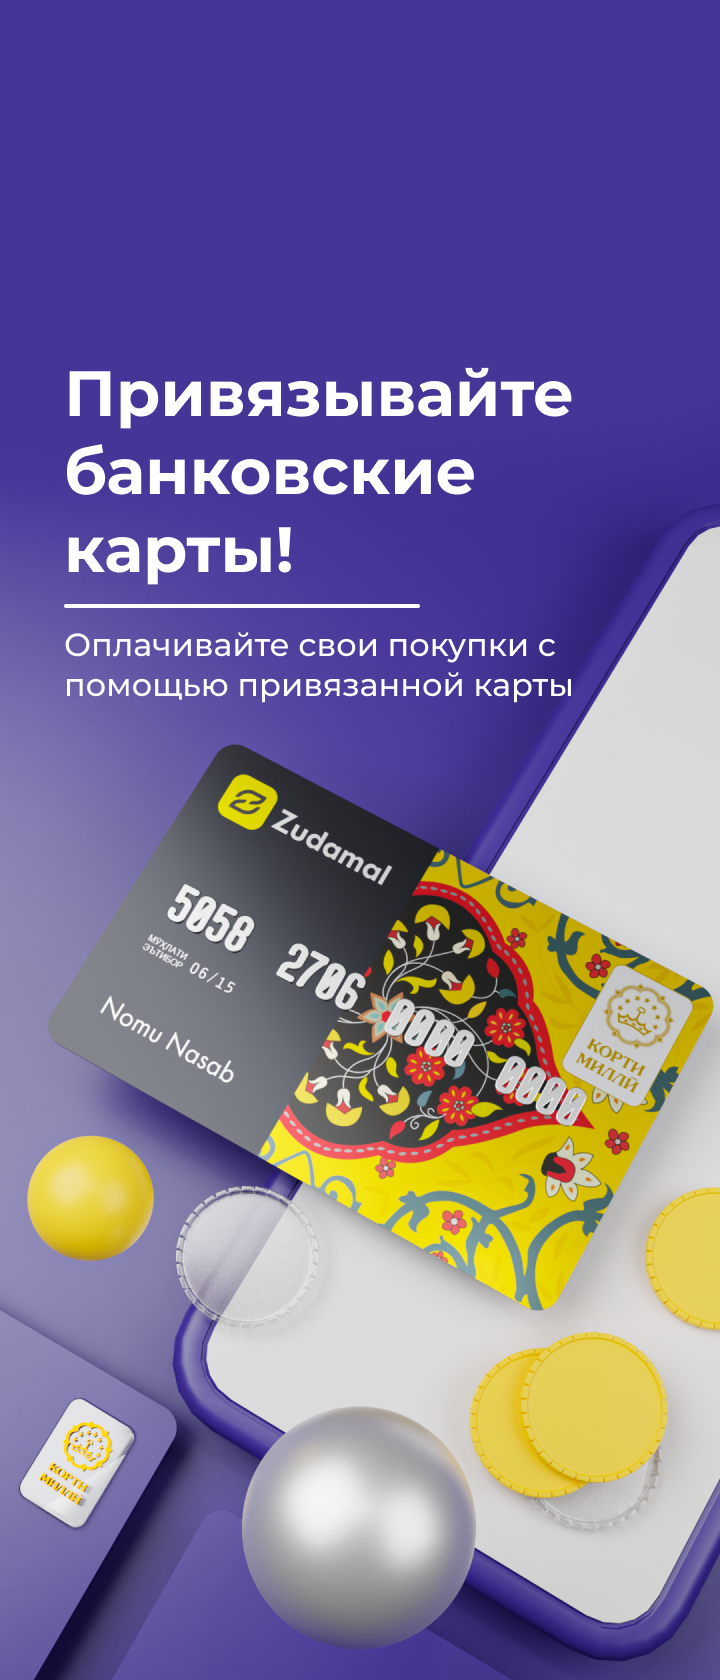 Привязывайте
банковские
карты!
Оплачивайте свои покупки с
помощью привязанной карты
Zudamal
5058 2706 0000 0000
МУҲЛАТИ
ЭЪТИБОР 06/15
Nomu Nasab
КОРТИ
МИЛЛӢ
КОРТИ
МИЛЛӢ